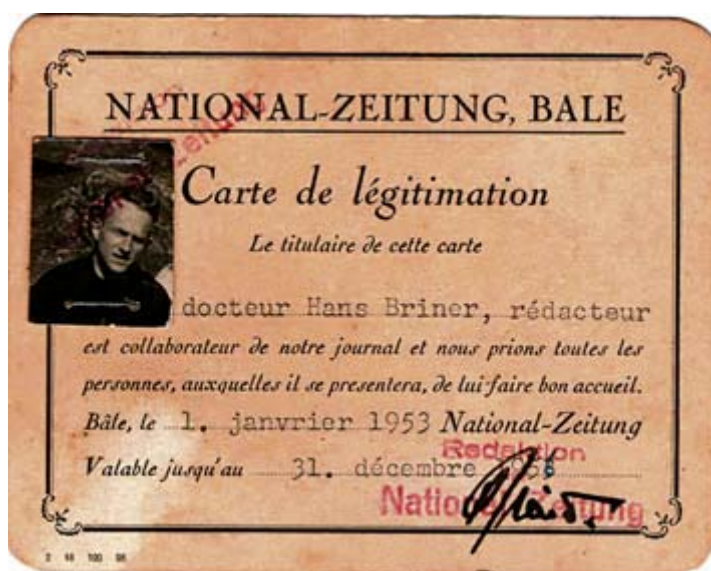 NATIONAL-ZEITUNG, BALE
Carte de légitimation
Le titulaire de cette carte
docteur Hans Briner, rédacteur
est collaborateur de notre journal et nous prions toutes les
personnes, auxquelles il se presentera, de lui faire bon accueil.
Bâle, le 1. janvrier 1953 National-Zeitung
Redaktion
Valable jusqu'au 31. décembre
National-Zeitung